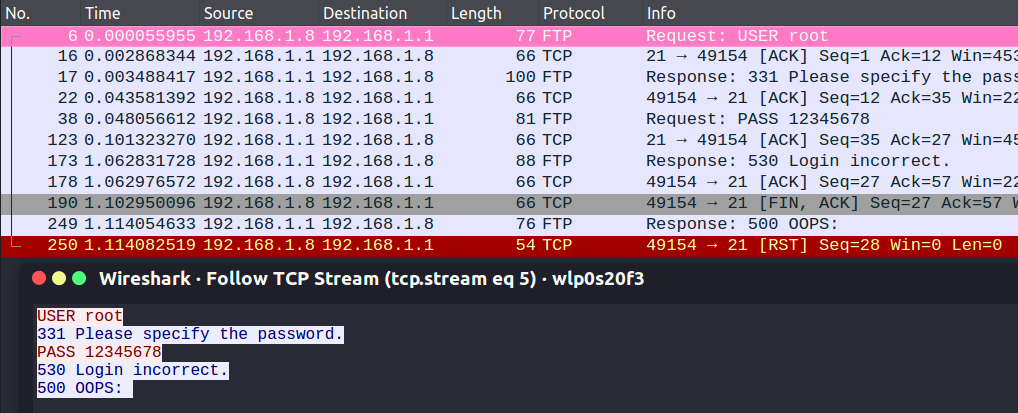 No. Time Source Destination Length Protocol Info
6 0.000055955 192.168.1.8 192.168.1.1 77 FTP Request: USER root
16 0.002868344 192.168.1.1 192.168.1.8 66 TCP 21 → 49154 [ACK] Seq=1 Ack=12 Win=453
17 0.003488417 192.168.1.1 192.168.1.8 100 FTP Response: 331 Please specify the pass
22 0.043581392 192.168.1.8 192.168.1.1 66 TCP 49154 → 21 [ACK] Seq=12 Ack=35 Win=22
38 0.048056612 192.168.1.8 192.168.1.1 81 FTP Request: PASS 12345678
123 0.101323270 192.168.1.1 192.168.1.8 66 TCP 21 → 49154 [ACK] Seq=35 Ack=27 Win=45
173 1.062831728 192.168.1.1 192.168.1.8 88 FTP Response: 530 Login incorrect.
178 1.062976572 192.168.1.8 192.168.1.1 66 TCP 49154 → 21 [ACK] Seq=27 Ack=57 Win=22
190 1.102950096 192.168.1.8 192.168.1.1 66 TCP 49154 → 21 [FIN, ACK] Seq=27 Ack=57 W
249 1.114054633 192.168.1.1 192.168.1.8 76 FTP Response: 500 OOPS:
250 1.114082519 192.168.1.8 192.168.1.1 54 TCP 49154 → 21 [RST] Seq=28 Win=0 Len=0
Wireshark · Follow TCP Stream (tcp.stream eq 5) · wlp0s20f3
USER root
331 Please specify the password.
PASS 12345678
530 Login incorrect.
500 OOPS: